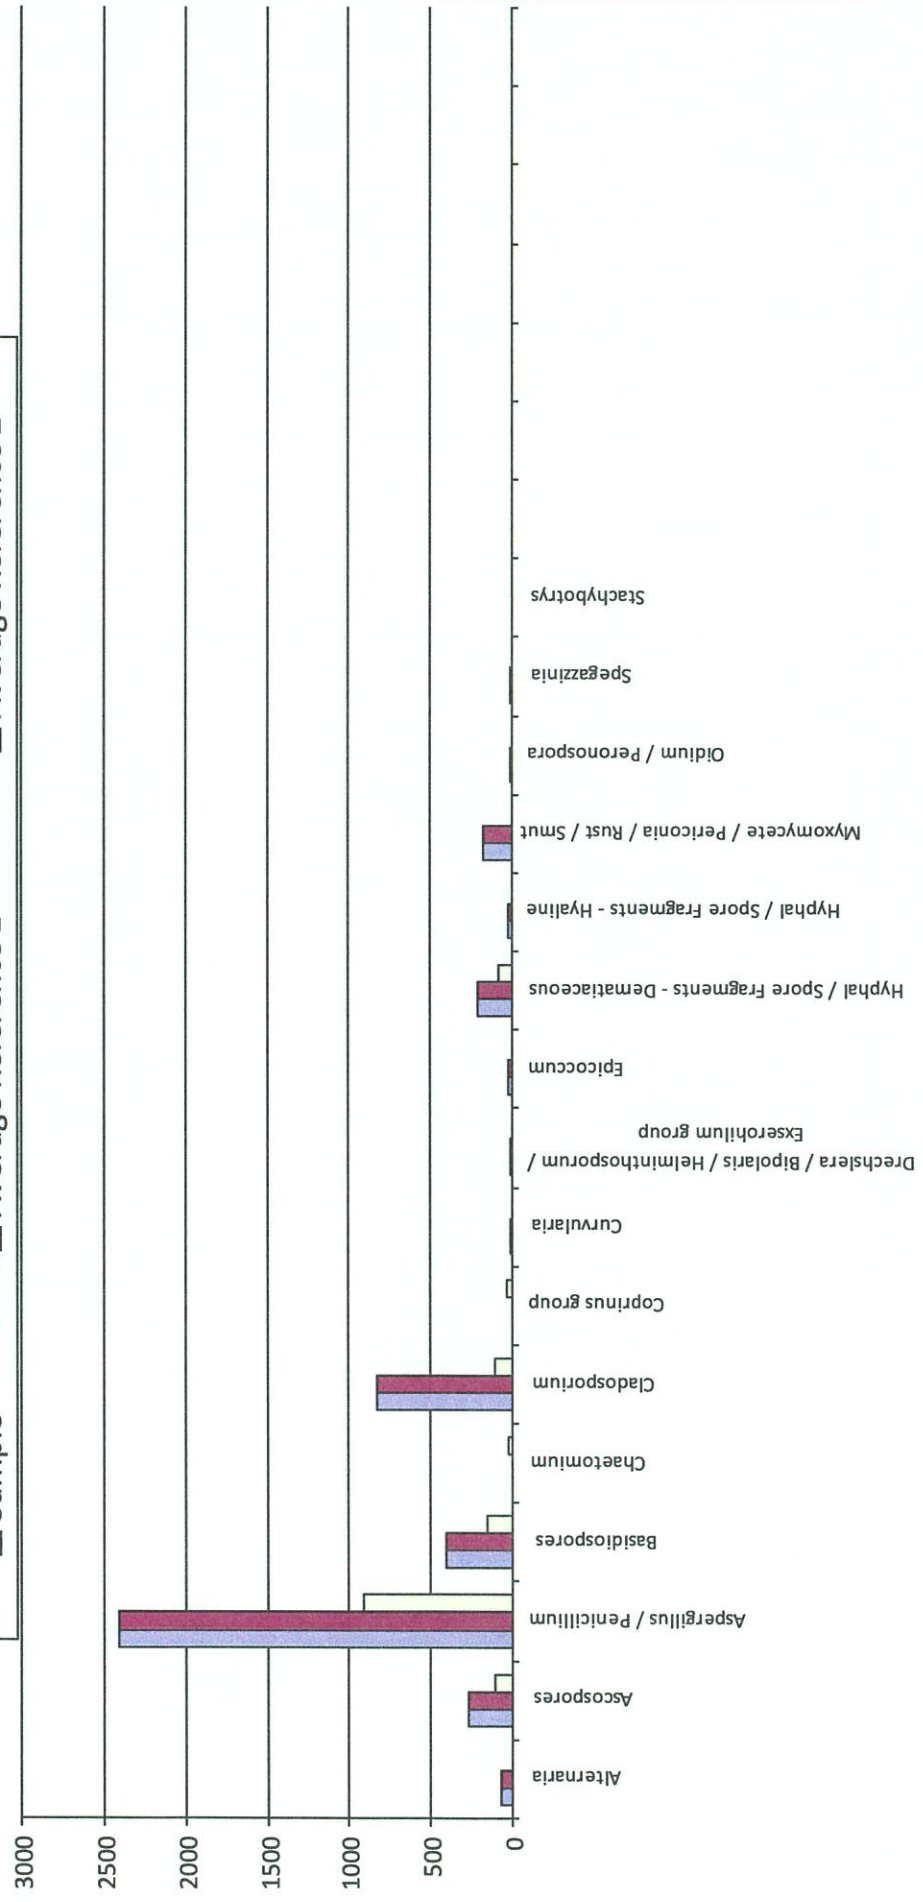 3000
2500
2000
1500
1000
500
0
Alternaria
Ascospores
Aspergillus / Penicillium
Basidiospores
Chaetomium
Cladosporium
Coprinus group
Curvularia
Drechslera / Bipolaris / Helminthosporum /
Exserohilum group
Epicoccum
Hyphal / Spore Fragments - Dematiaceous
Hyphal / Spore Fragments - Hyaline
Myxomycete / Periconia / Rust / Smut
Oidium / Peronospora
Spegazzinia
Stachybotrys